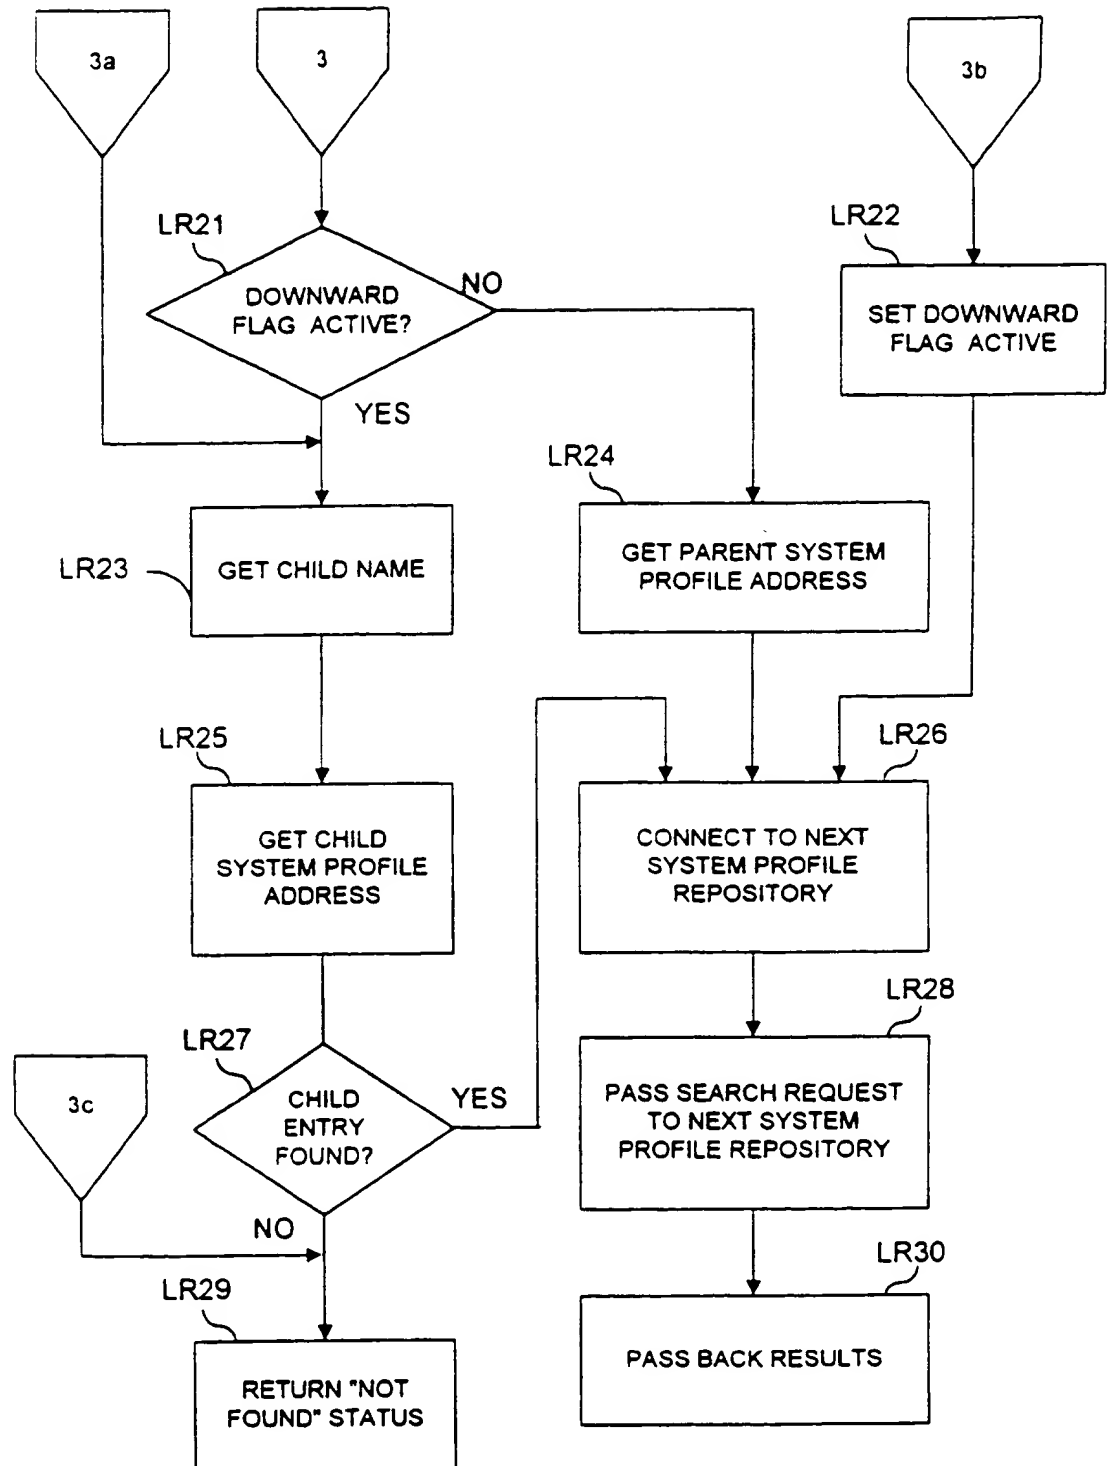 3a
3
3b
LR21
DOWNWARD
FLAG ACTIVE?
NO
YES
LR22
SET DOWNWARD
FLAG ACTIVE
LR23
GET CHILD NAME
LR24
GET PARENT SYSTEM
PROFILE ADDRESS
LR25
GET CHILD
SYSTEM PROFILE
ADDRESS
LR26
CONNECT TO NEXT
SYSTEM PROFILE
REPOSITORY
LR27
CHILD
ENTRY
FOUND?
YES
NO
3c
LR28
PASS SEARCH REQUEST
TO NEXT SYSTEM
PROFILE REPOSITORY
LR29
RETURN "NOT
FOUND" STATUS
LR30
PASS BACK RESULTS